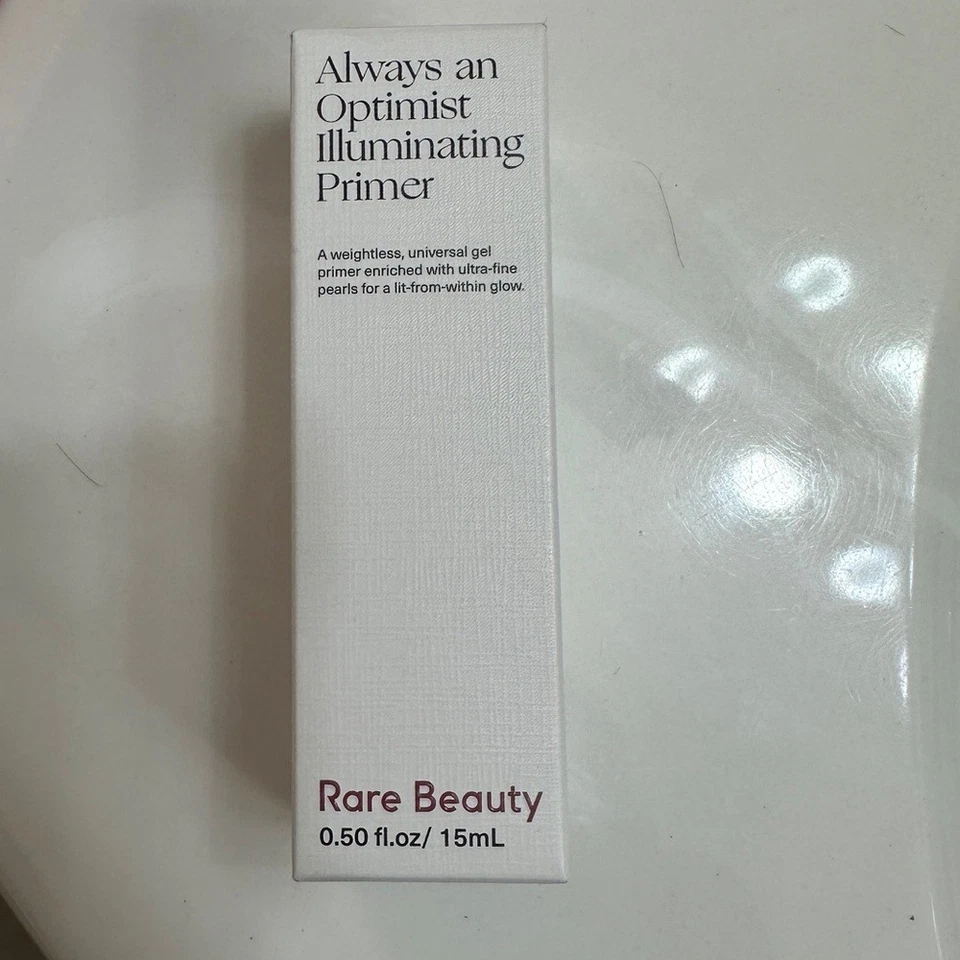 Always an
Optimist
Illuminating
Primer
A weightless, universal gel
primer enriched with ultra-fine
pearls for a lit-from-within glow.
Rare Beauty
0.50 fl.oz/ 15mL